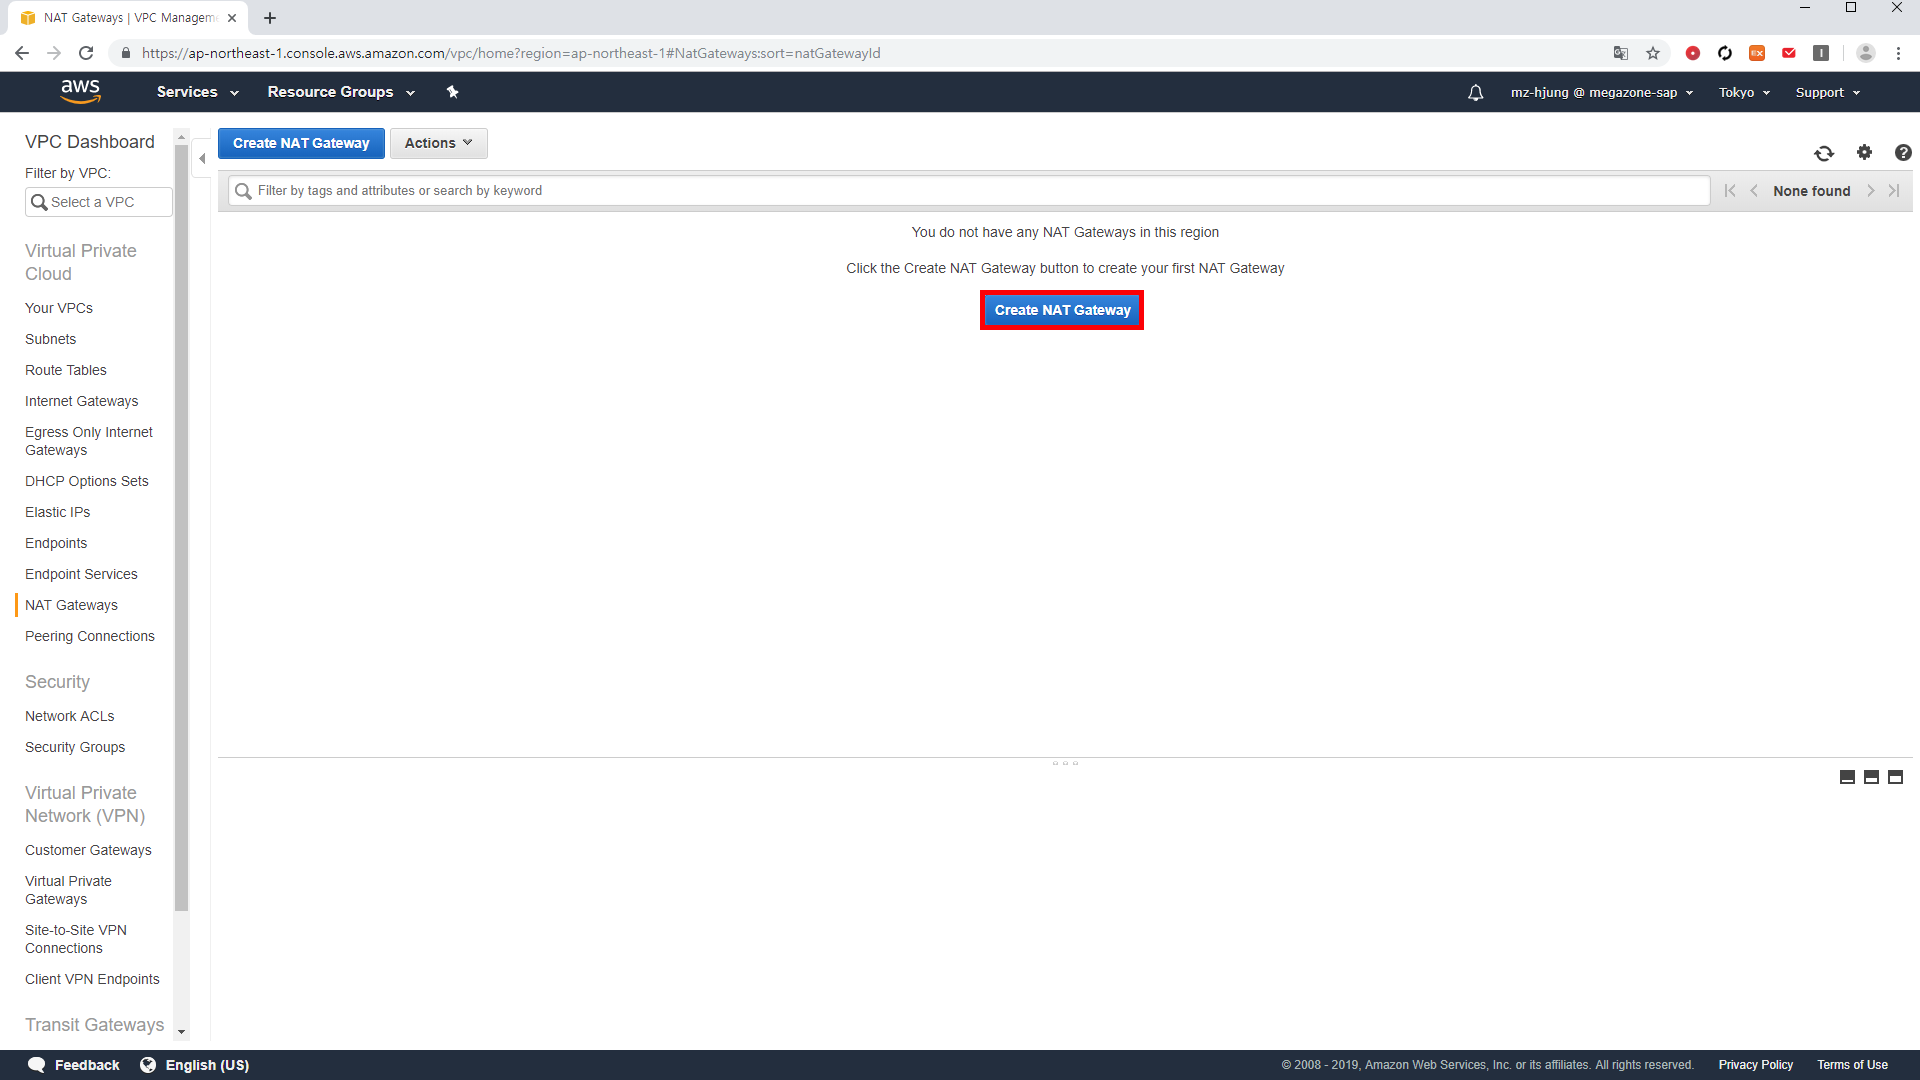 NAT Gateways | VPC Managem
https://ap-northeast-1.console.aws.amazon.com/vpc/home?region=ap-northeast-1#NatGateways:sort=natGatewayId
aws
Services
Resource Groups
mz-hjung @ megazone-sap
Tokyo
Support
VPC Dashboard
Filter by VPC:
Select a VPC
Virtual Private
Cloud
Your VPCs
Subnets
Route Tables
Internet Gateways
Egress Only Internet
Gateways
DHCP Options Sets
Elastic IPs
Endpoints
Endpoint Services
NAT Gateways
Peering Connections
Security
Network ACLs
Security Groups
Virtual Private
Network (VPN)
Customer Gateways
Virtual Private
Gateways
Site-to-Site VPN
Connections
Client VPN Endpoints
Transit Gateways
Create NAT Gateway
Actions
Filter by tags and attributes or search by keyword
None found
You do not have any NAT Gateways in this region
Click the Create NAT Gateway button to create your first NAT Gateway
Create NAT Gateway
Feedback
English (US)
© 2008 - 2019, Amazon Web Services, Inc. or its affiliates. All rights reserved.
Privacy Policy
Terms of Use